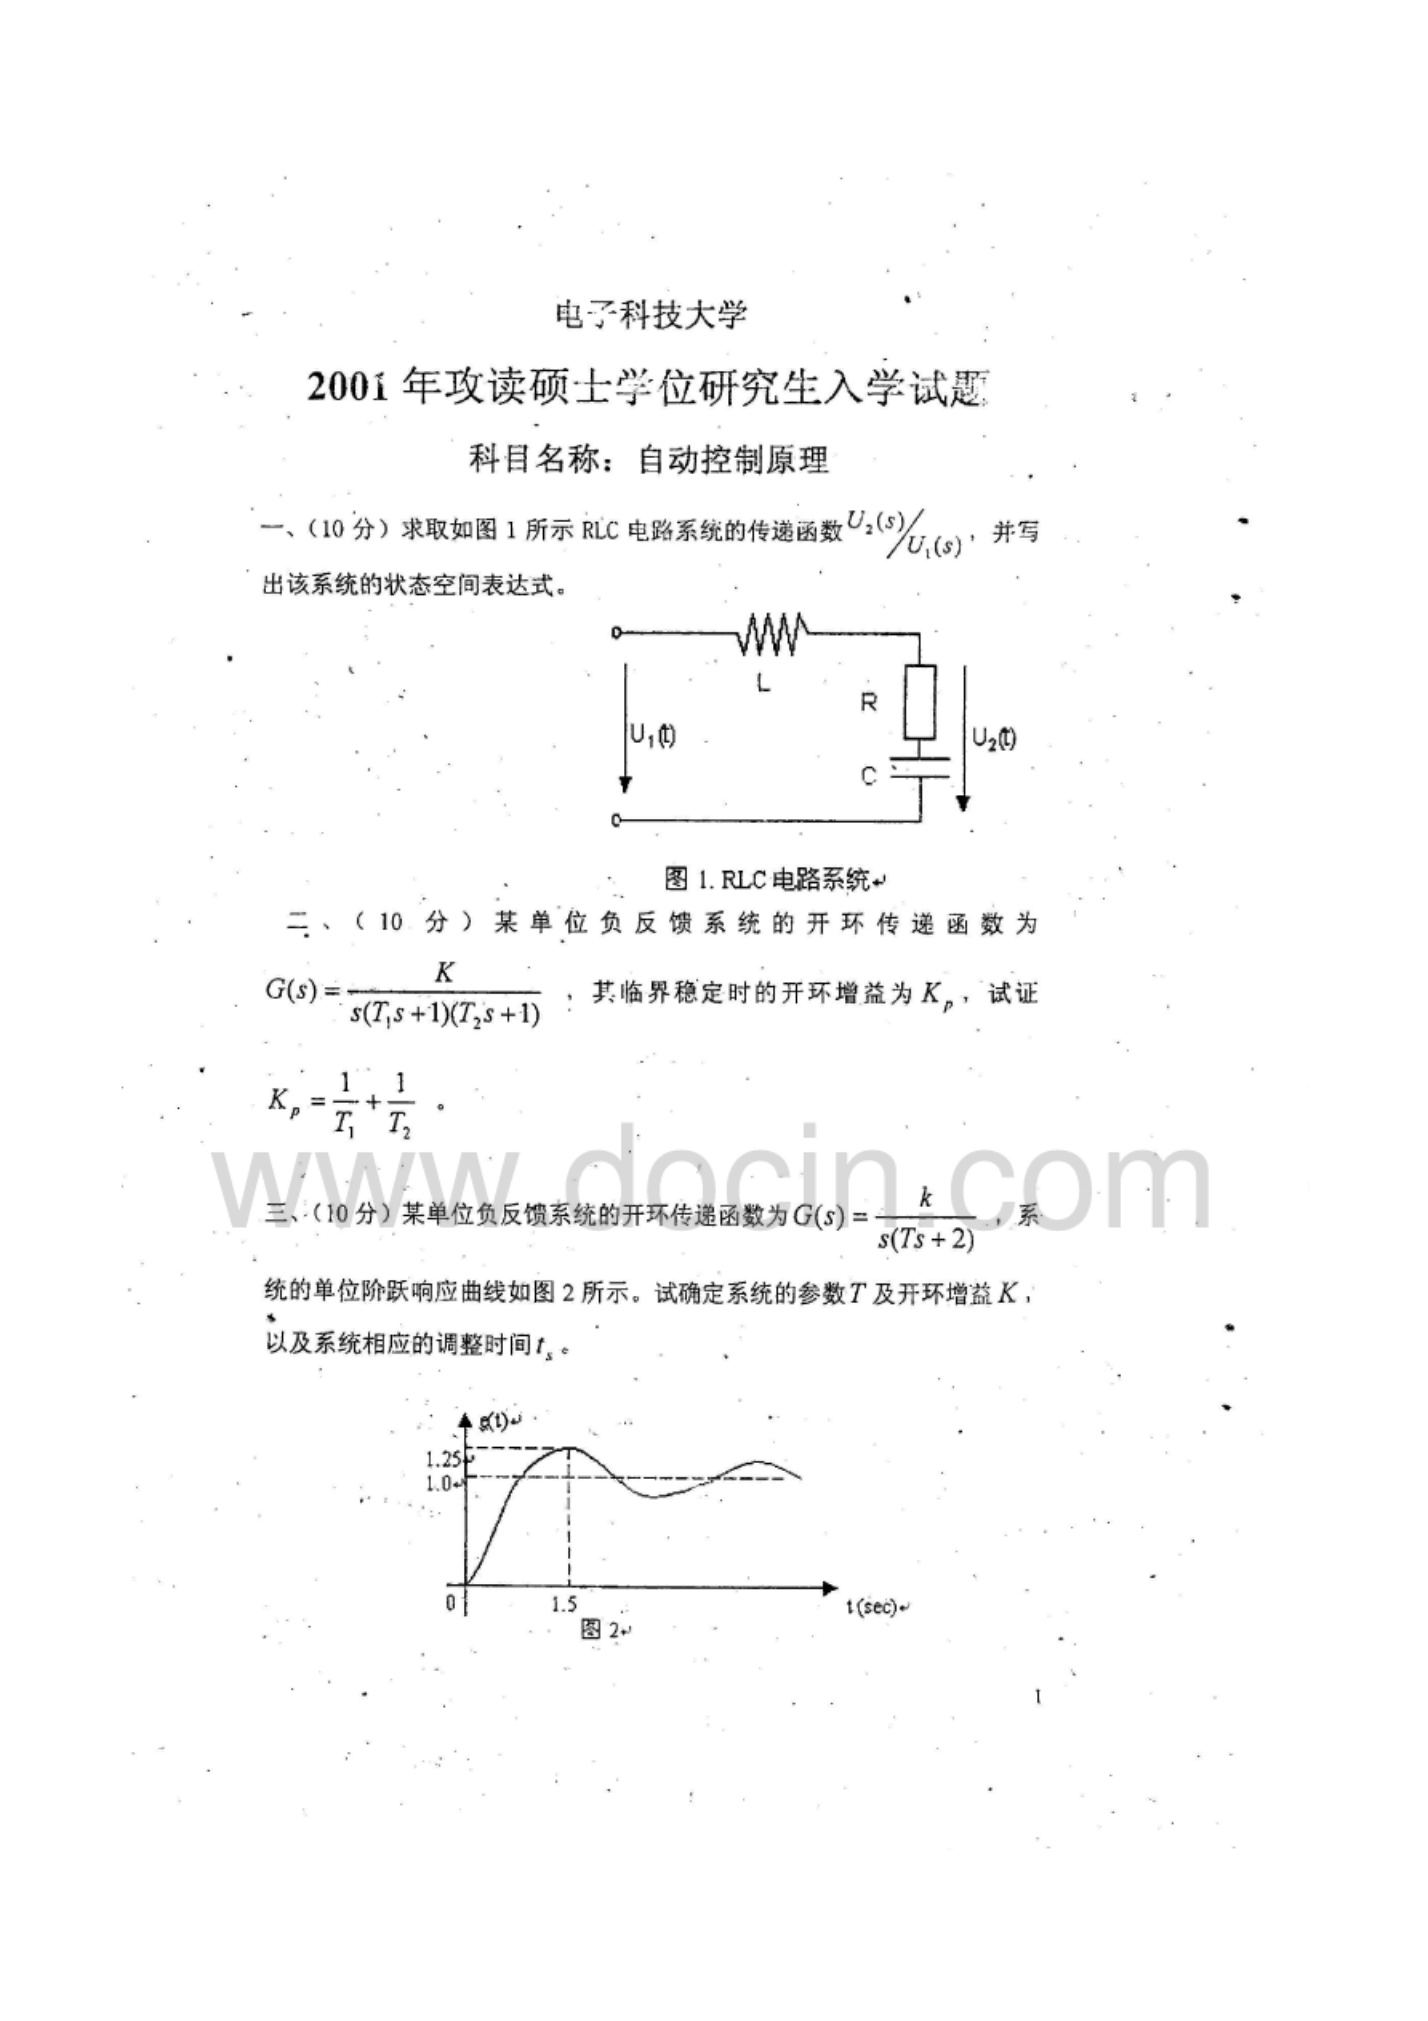 电子科技大学
2001 年攻读硕士学位研究生入学试题
科目名称：自动控制原理
一、（10 分）求取如图 1 所示 RLC 电路系统的传递函数 U₂(s)/U₁(s)，并写
出该系统的状态空间表达式。
L
R
U₁(t)
U₂(t)
C
图 1. RLC 电路系统↵
二、（10 分）某单位负反馈系统的开环传递函数为
G(s) = K / s(T₁s+1)(T₂s+1)，其临界稳定时的开环增益为 Kₚ，试证
Kₚ = 1/T₁ + 1/T₂ 。
www.docin.com
三、（10 分）某单位负反馈系统的开环传递函数为 G(s) = k / s(Ts+2)，系
统的单位阶跃响应曲线如图 2 所示。试确定系统的参数 T 及开环增益 K，
以及系统相应的调整时间 tₛ。
(t)↵
1.25↵
1.0↵
0
1.5
t(sec)↵
图 2↵
1